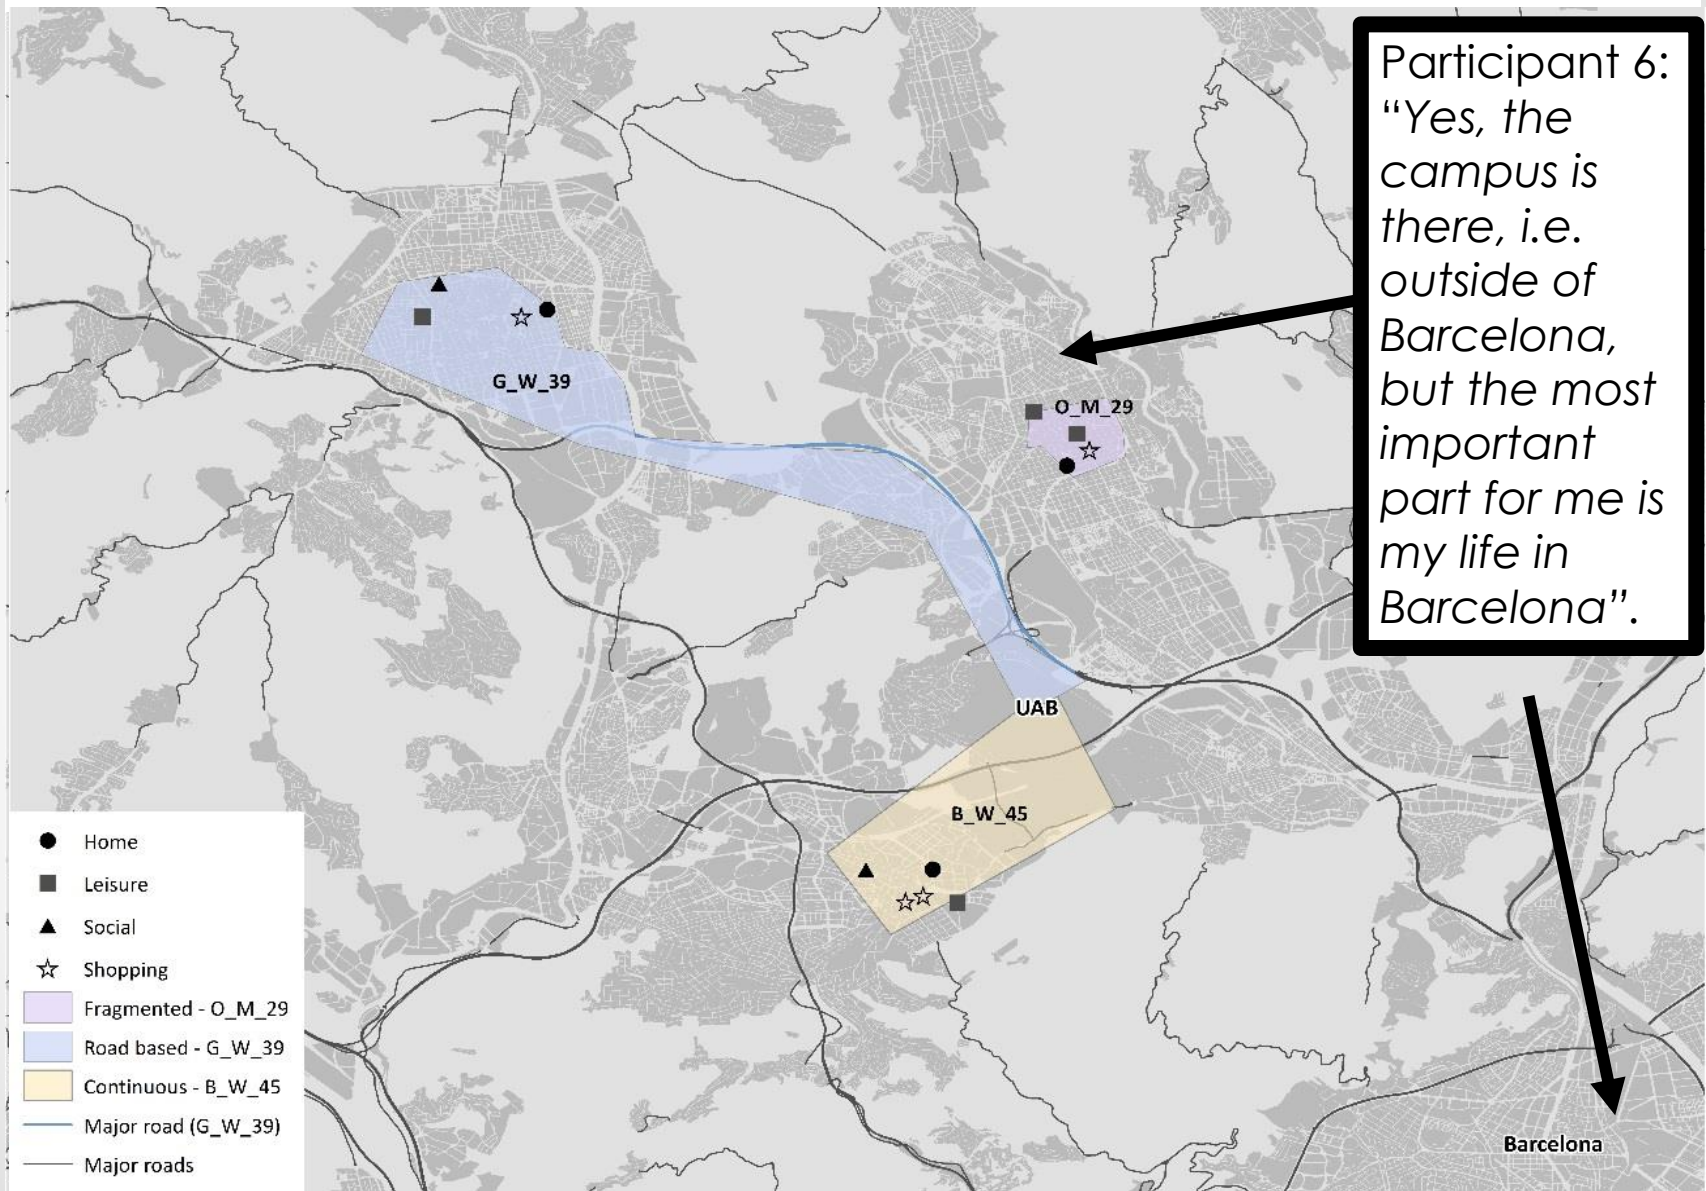 Participant 6:
“Yes, the
campus is
there, i.e.
outside of
Barcelona,
but the most
important
part for me is
my life in
Barcelona”.
G_W_39
O_M_29
UAB
B_W_45
Home
Leisure
Social
Shopping
Fragmented - O_M_29
Road based - G_W_39
Continuous - B_W_45
Major road (G_W_39)
Major roads
Barcelona